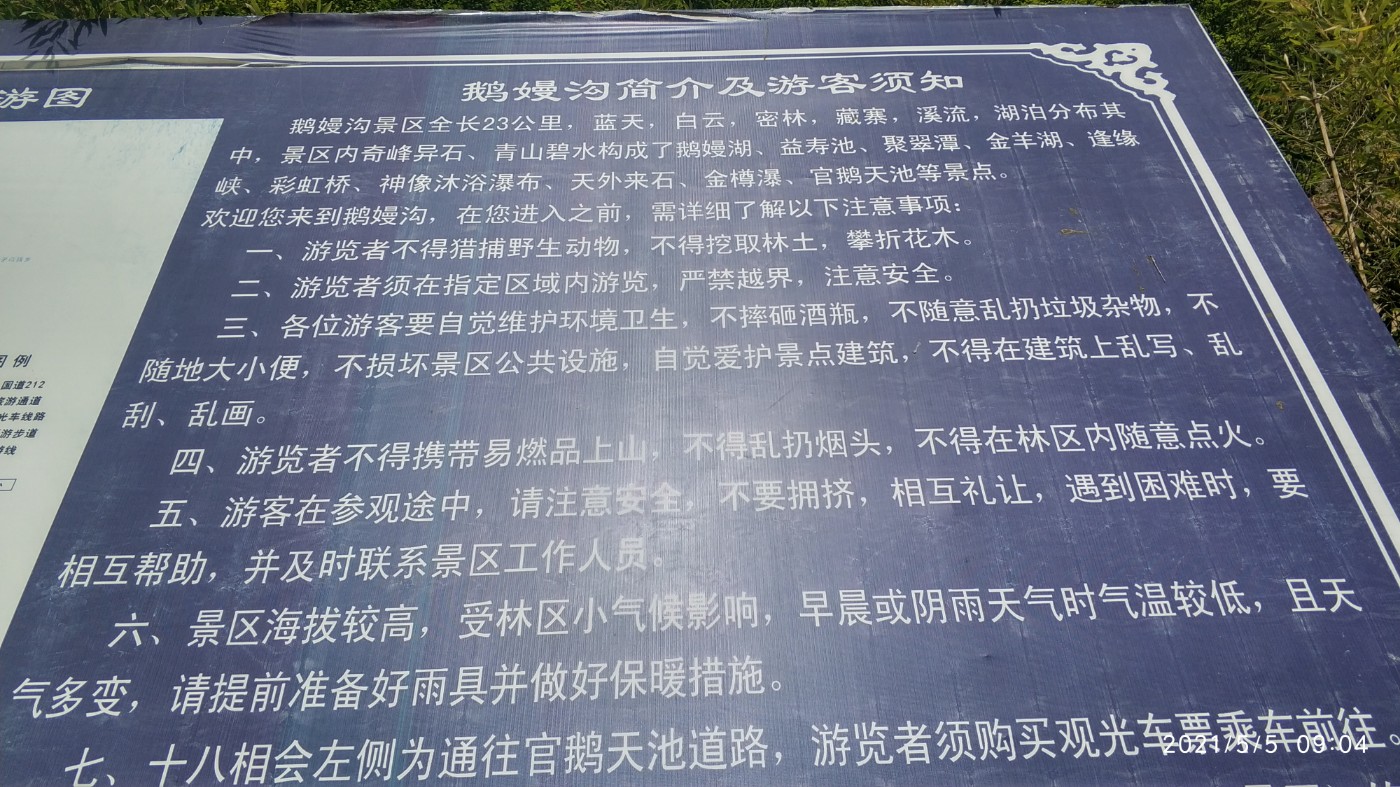 游图
鹅嫚沟简介及游客须知
鹅嫚沟景区全长23公里，蓝天，白云，密林，藏寨，溪流，湖泊分布其
中，景区内奇峰异石、青山碧水构成了鹅嫚湖、益寿池、聚翠潭、金羊湖、逢缘
峡、彩虹桥、神像沐浴瀑布、天外来石、金樽瀑、官鹅天池等景点。
欢迎您来到鹅嫚沟，在您进入之前，需详细了解以下注意事项：
一、游览者不得猎捕野生动物，不得挖取林土，攀折花木。
二、游览者须在指定区域内游览，严禁越界，注意安全。
三、各位游客要自觉维护环境卫生，不摔砸酒瓶，不随意乱扔垃圾杂物，不
随地大小便，不损坏景区公共设施，自觉爱护景点建筑，不得在建筑上乱写、乱
刮、乱画。
四、游览者不得携带易燃品上山，不得乱扔烟头，不得在林区内随意点火。
五、游客在参观途中，请注意安全，不要拥挤，相互礼让，遇到困难时，要
相互帮助，并及时联系景区工作人员。
六、景区海拔较高，受林区小气候影响，早晨或阴雨天气时气温较低，且天
气多变，请提前准备好雨具并做好保暖措施。
七、十八相会左侧为通往官鹅天池道路，游览者须购买观光车票乘车前往。
例
国道212
游通道
光车线路
游步道
线
2021/5/5 09:04